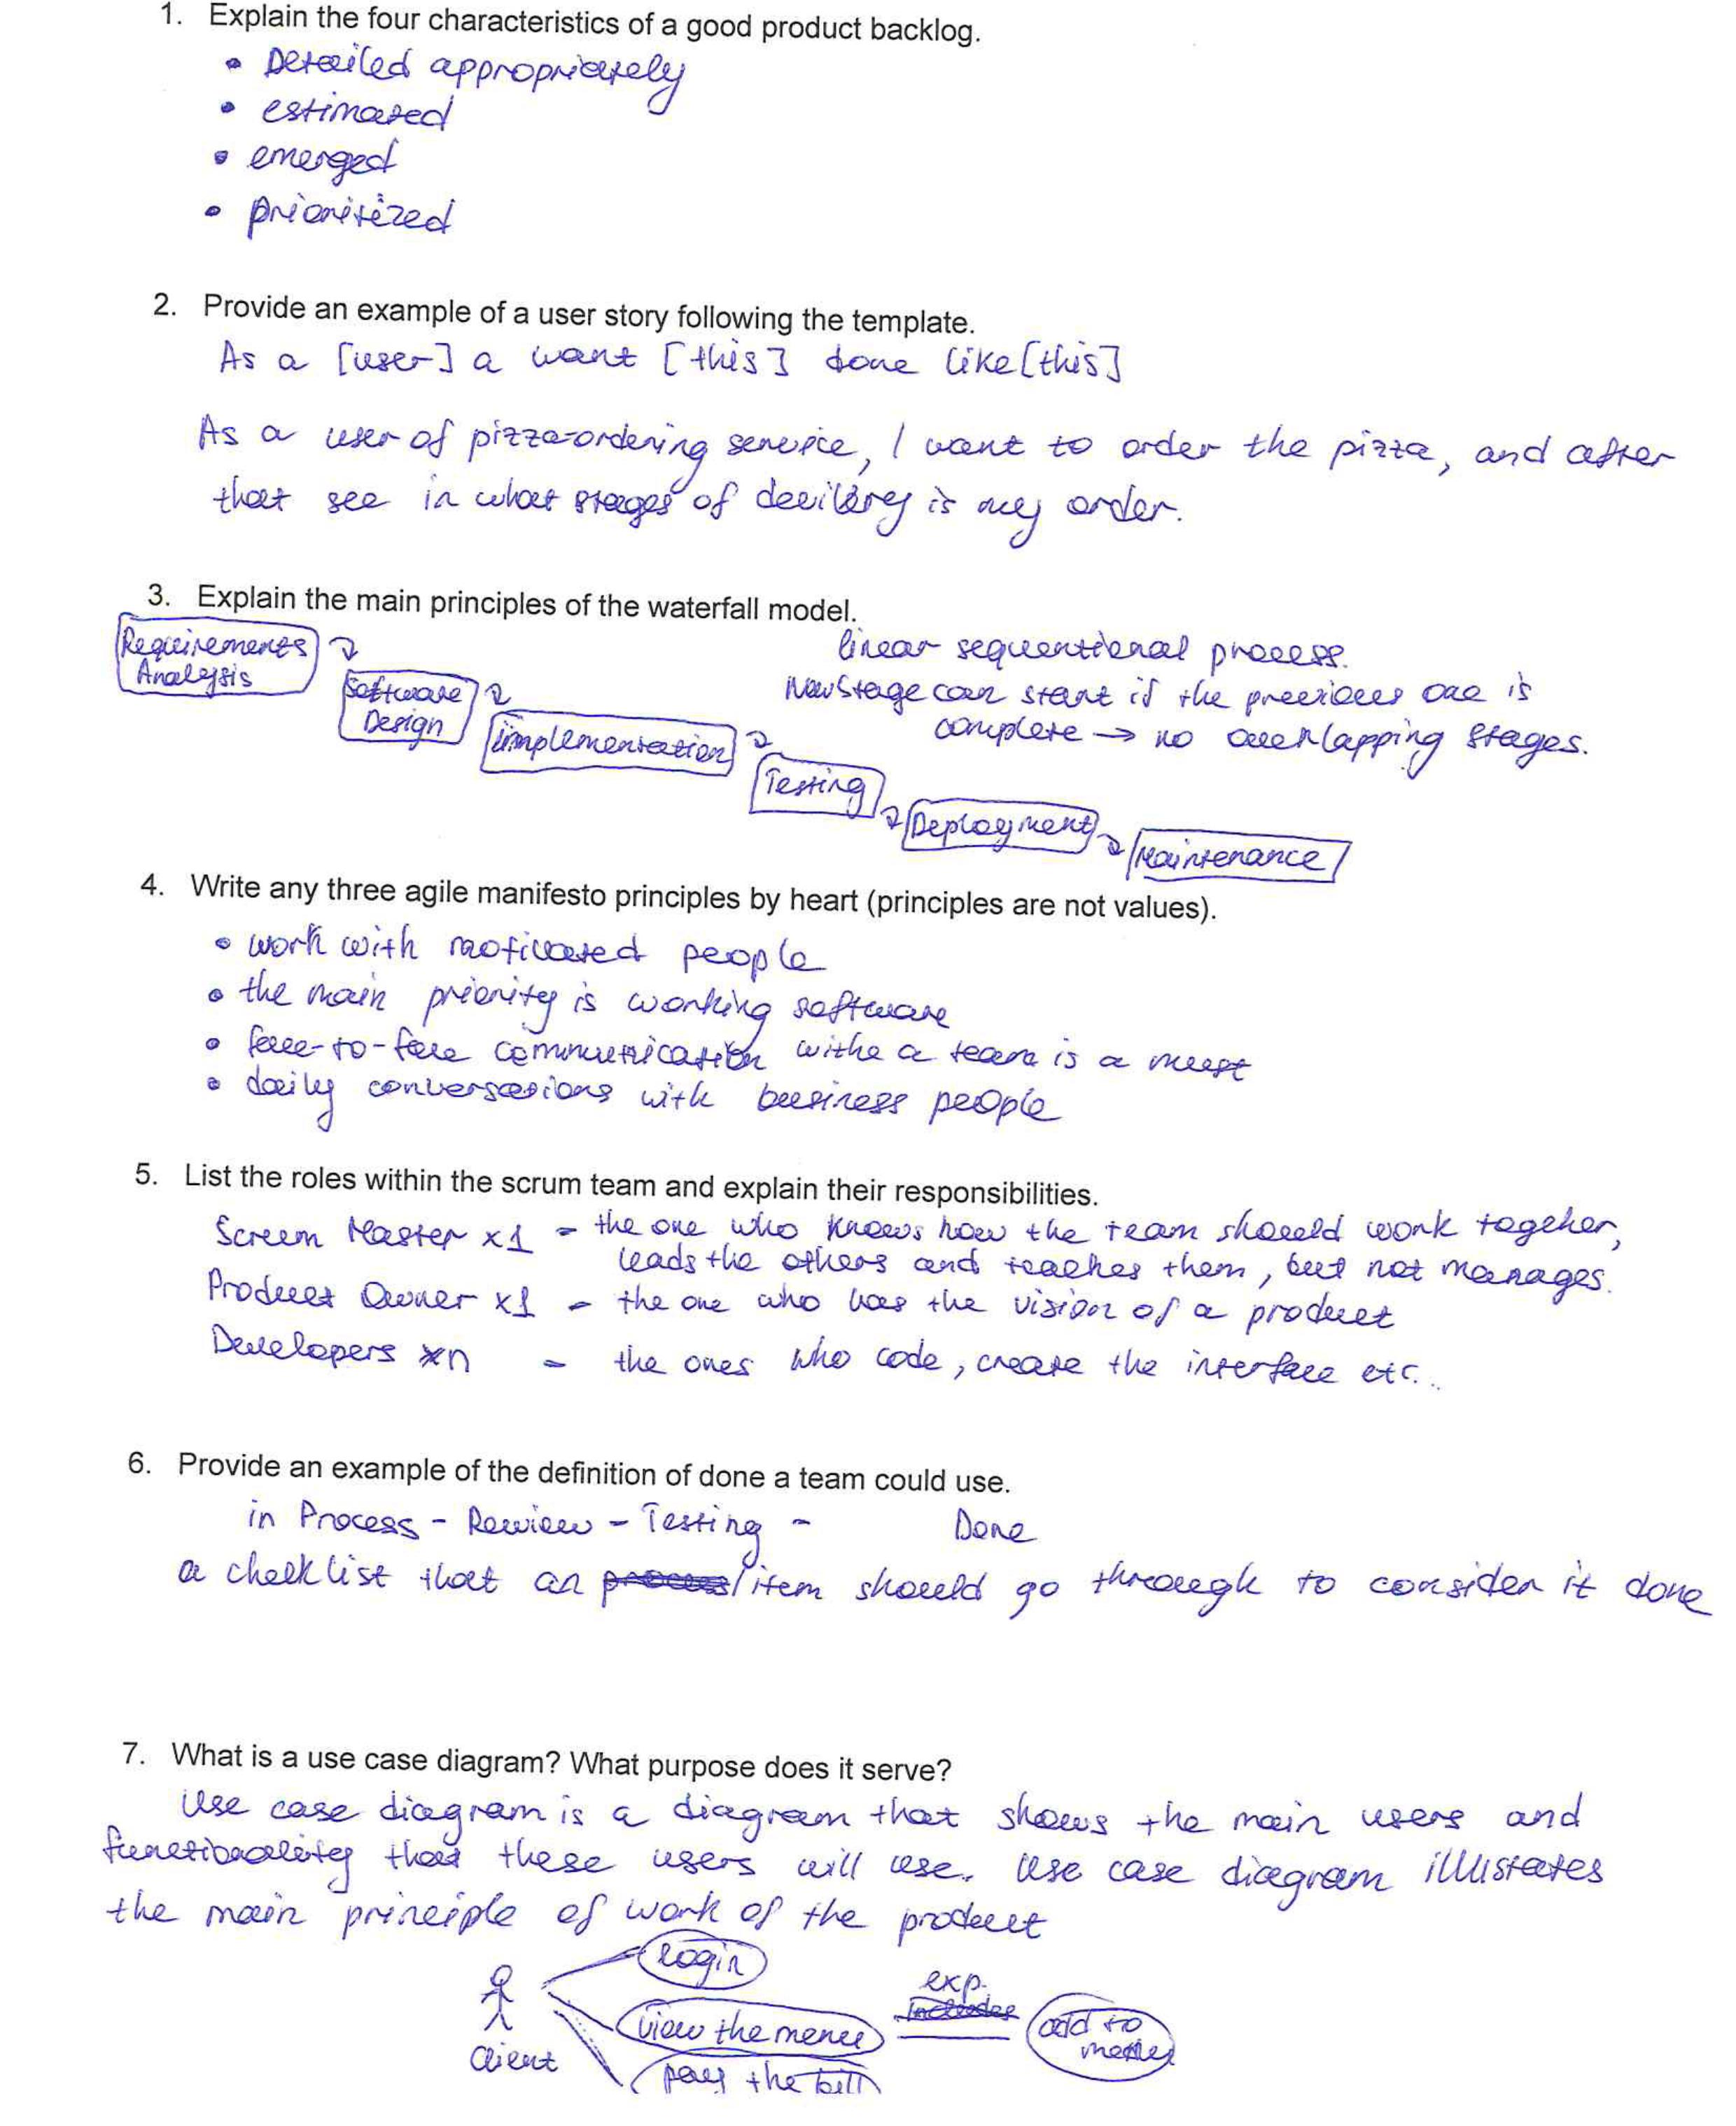 1. Explain the four characteristics of a good product backlog.
• Detailed appropriately
• estimated
• emerged
• prioritized
2. Provide an example of a user story following the template.
As a [user] a want [this] done like [this]
As a user of pizza-ordering service, I want to order the pizza, and after
that see in what stages of devilery is my order.
3. Explain the main principles of the waterfall model.
Requirements
Analysis
Software
Design
implementation
Testing
Deployment
Maintenance
linear sequentional process.
New stage can start if the previous one is
complete → no overlapping stages.
4. Write any three agile manifesto principles by heart (principles are not values).
• work with motivated people
• the main priority is working software
• face-to-face communication withe a team is a must
• daily conversations with business people
5. List the roles within the scrum team and explain their responsibilities.
Scrum Master x1 - the one who knows how the team should work togeher,
leads the others and teaches them, but not manages.
Product Owner x1 - the one who has the vision of a product
Developers xn - the ones who code, create the interface etc..
6. Provide an example of the definition of done a team could use.
in Process - Rewiew - Testing - Done
a checklist that an process/item should go through to consider it done
7. What is a use case diagram? What purpose does it serve?
Use case diagram is a diagram that shows the main users and
functionality that these users will use. Use case diagram illustates
the main principle of work of the product
login
exp.
includes
view the menu
add to
pay the bill
client